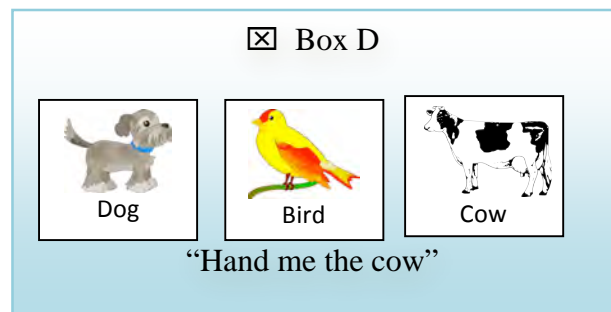 ☒ Box D
Dog
Bird
Cow
“Hand me the cow”